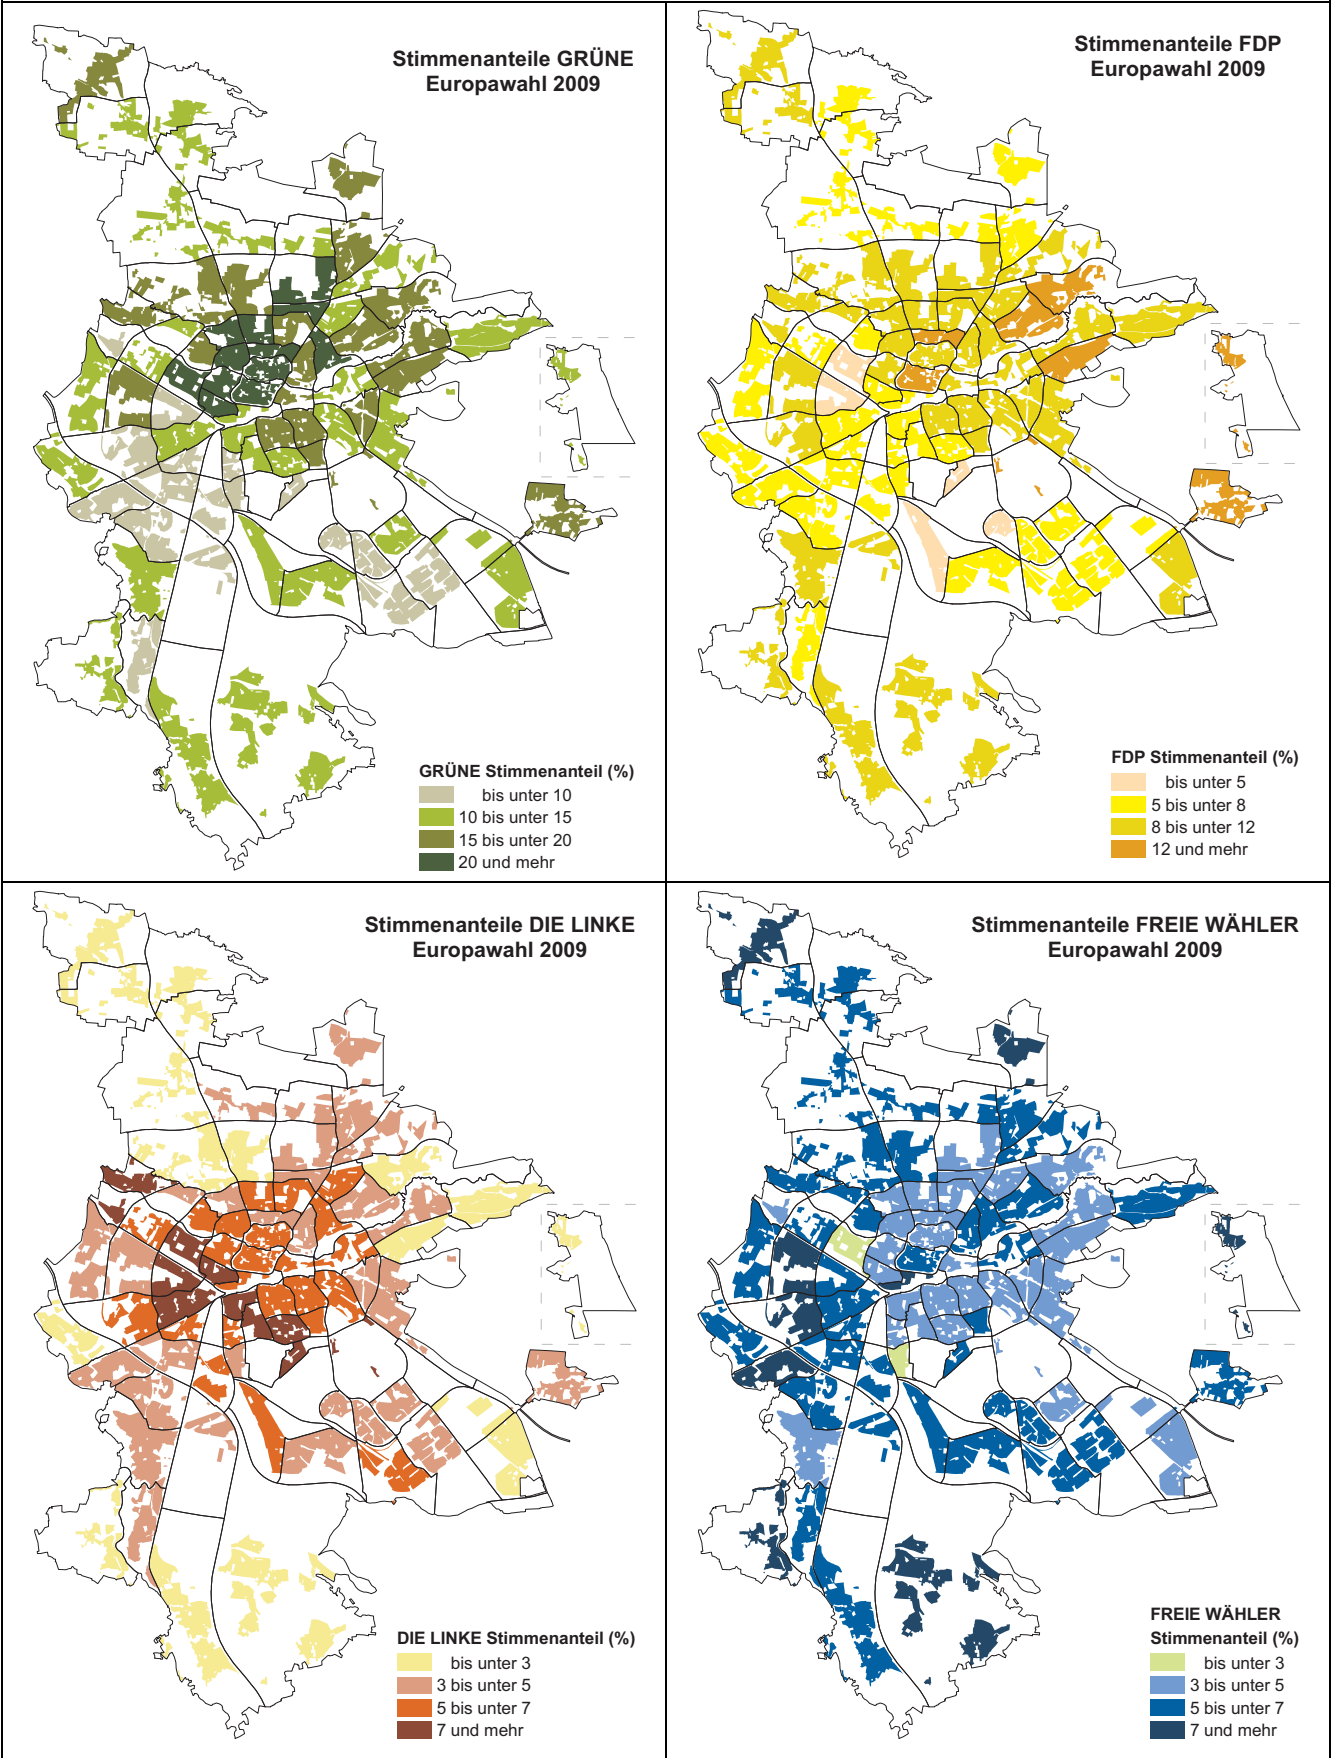 Stimmenanteile GRÜNE
Europawahl 2009
GRÜNE Stimmenanteil (%)
bis unter 10
10 bis unter 15
15 bis unter 20
20 und mehr
Stimmenanteile FDP
Europawahl 2009
FDP Stimmenanteil (%)
bis unter 5
5 bis unter 8
8 bis unter 12
12 und mehr
Stimmenanteile DIE LINKE
Europawahl 2009
DIE LINKE Stimmenanteil (%)
bis unter 3
3 bis unter 5
5 bis unter 7
7 und mehr
Stimmenanteile FREIE WÄHLER
Europawahl 2009
FREIE WÄHLER
Stimmenanteil (%)
bis unter 3
3 bis unter 5
5 bis unter 7
7 und mehr